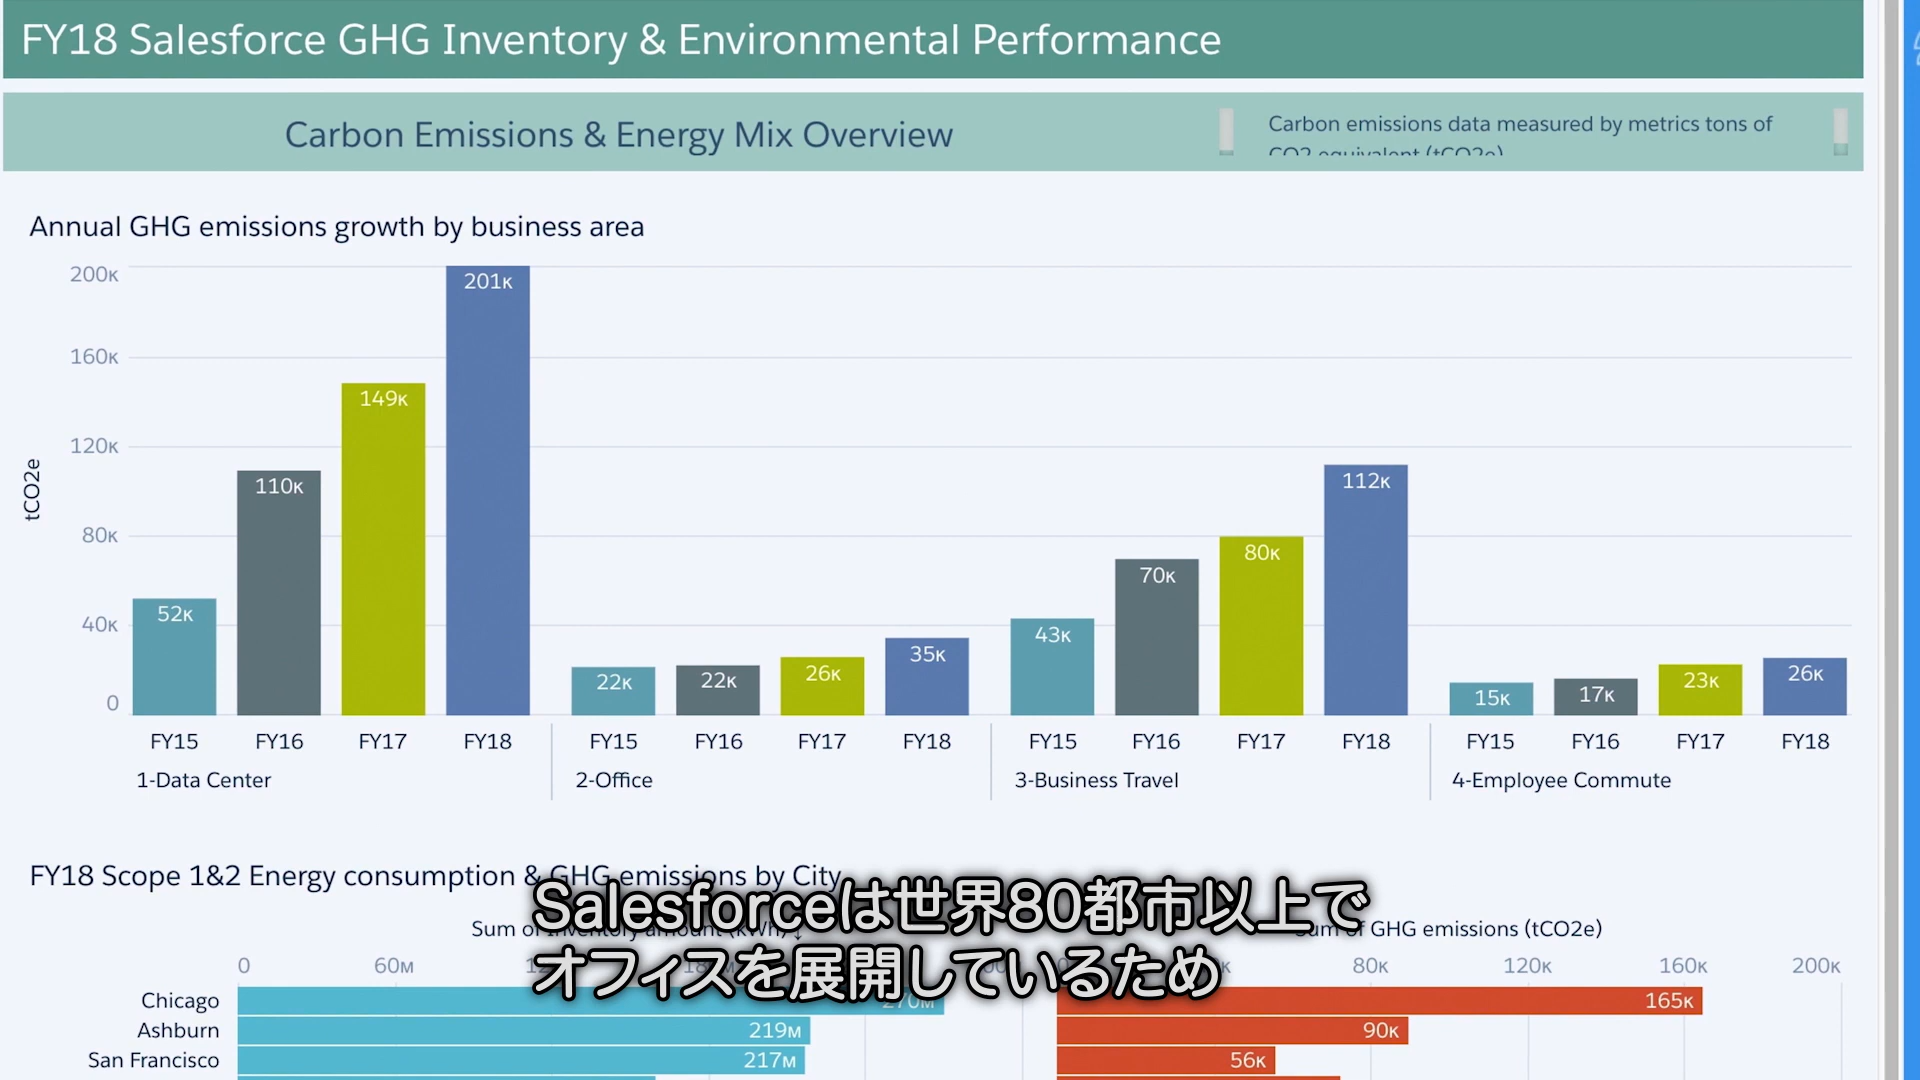 FY18 Salesforce GHG Inventory & Environmental Performance
Carbon Emissions & Energy Mix Overview
Carbon emissions data measured by metrics tons of
CO2 equivalent (tCO2e)
Annual GHG emissions growth by business area
tCO2e
200K
160K
120K
80K
40K
0
52K 110K 149K 201K 22K 22K 26K 35K 43K 70K 80K 112K 15K 17K 23K 26K
FY15 FY16 FY17 FY18 FY15 FY16 FY17 FY18 FY15 FY16 FY17 FY18 FY15 FY16 FY17 FY18
1-Data Center 2-Office 3-Business Travel 4-Employee Commute
FY18 Scope 1&2 Energy consumption & GHG emissions by City
Salesforceは世界80都市以上で
オフィスを展開しているため
Sum of Inventory amount (kWh) Sum of GHG emissions (tCO2e)
0 60M 80K 120K 160K 200K
Chicago 270M 165K
Ashburn 219M 90K
San Francisco 217M 56K